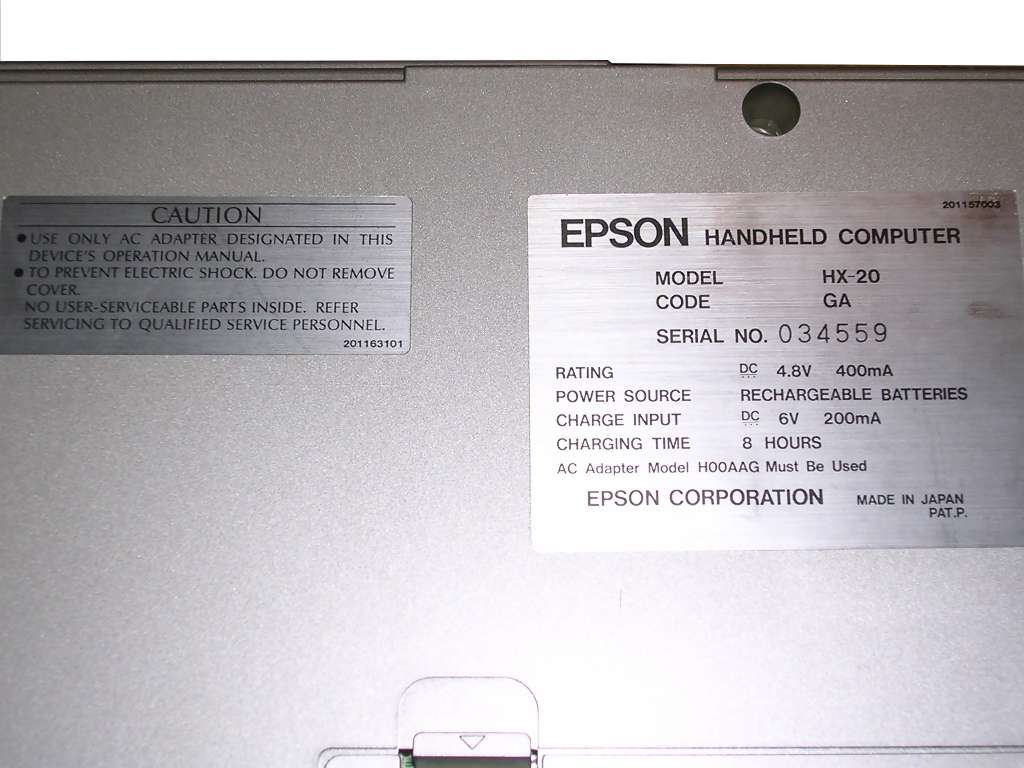 CAUTION
● USE ONLY AC ADAPTER DESIGNATED IN THIS
DEVICE'S OPERATION MANUAL.
● TO PREVENT ELECTRIC SHOCK. DO NOT REMOVE
COVER.
NO USER-SERVICEABLE PARTS INSIDE. REFER
SERVICING TO QUALIFIED SERVICE PERSONNEL.
201163101
201157003
EPSON HANDHELD COMPUTER
MODEL HX-20
CODE GA
SERIAL NO. 034559
RATING DC 4.8V 400mA
POWER SOURCE RECHARGEABLE BATTERIES
CHARGE INPUT DC 6V 200mA
CHARGING TIME 8 HOURS
AC Adapter Model H00AAG Must Be Used
EPSON CORPORATION MADE IN JAPAN
PAT.P.